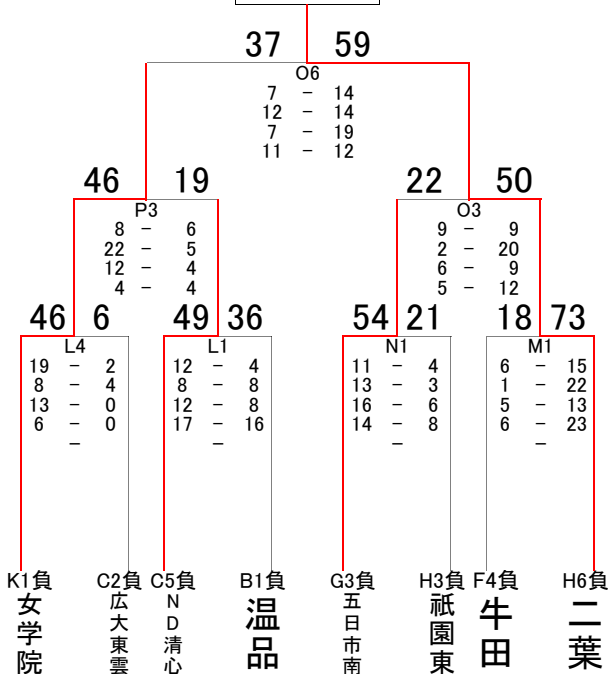 37 59
O6
7 - 14
12 - 14
7 - 19
11 - 12
46 19 22 50
P3 O3
8 - 6 9 - 9
22 - 5 2 - 20
12 - 4 6 - 9
4 - 4 5 - 12
46 6 49 36 54 21 18 73
L4 L1 N1 M1
19 - 2 12 - 4 11 - 4 6 - 15
8 - 4 8 - 8 13 - 3 1 - 22
13 - 0 12 - 8 16 - 6 5 - 13
6 - 0 17 - 16 14 - 8 6 - 23
- - - -
K1負 C2負 C5負 B1負 G3負 H3負 F4負 H6負
女学院 広大東雲 ND清心 温品 五日市南 祇園東 牛田 二葉